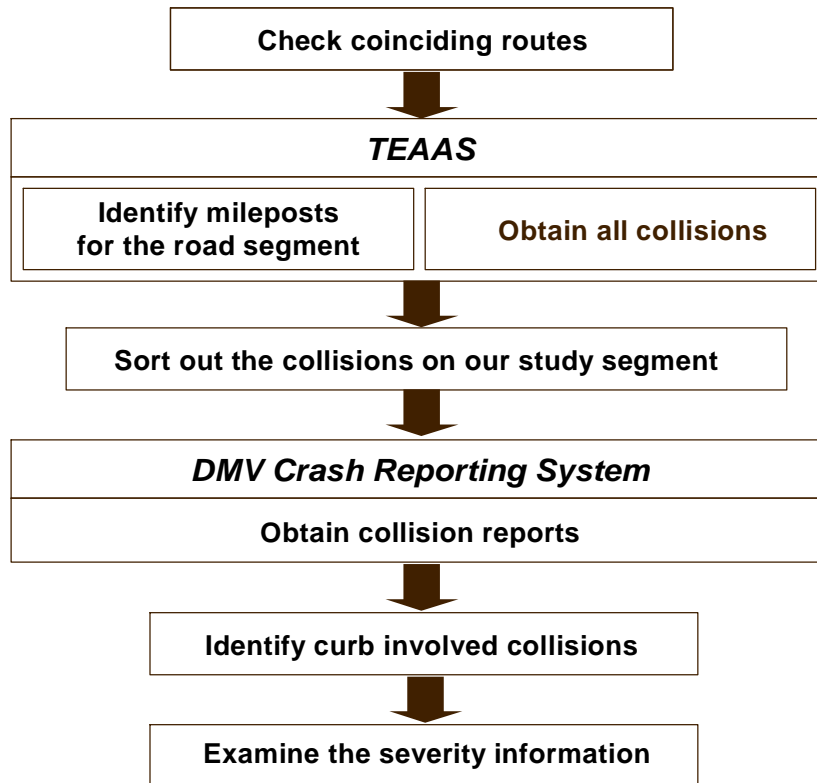 Check coinciding routes
TEAAS
Identify mileposts
for the road segment
Obtain all collisions
Sort out the collisions on our study segment
DMV Crash Reporting System
Obtain collision reports
Identify curb involved collisions
Examine the severity information